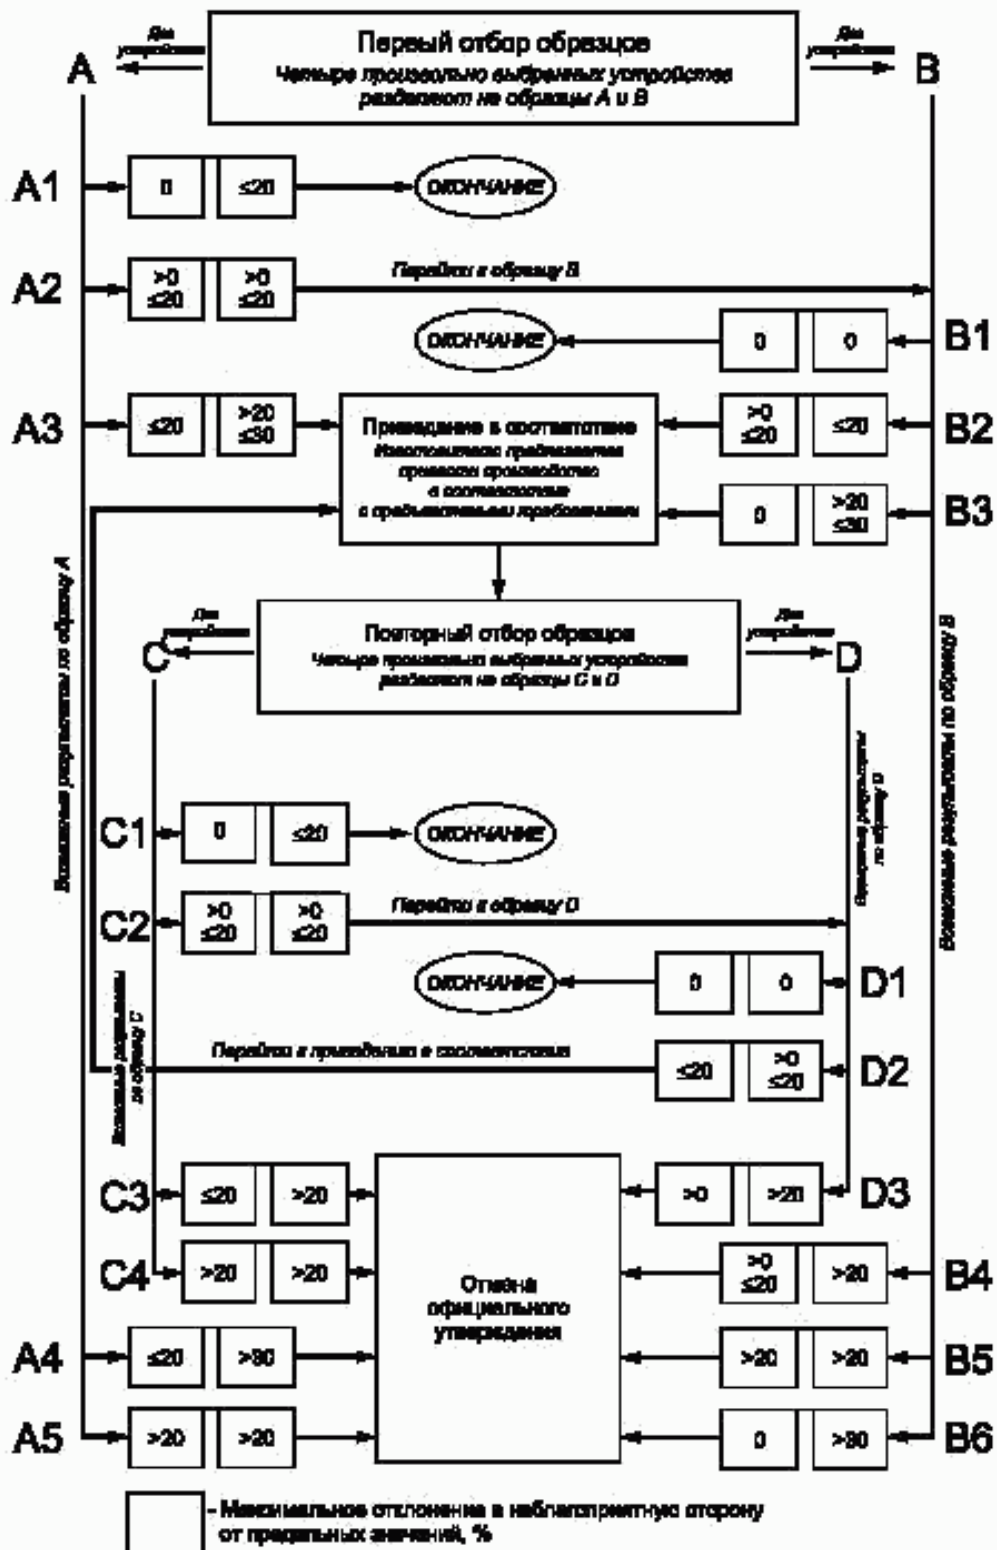 Первый отбор образцов
Четыре произвольно выбранных устройства
разделяют на образцы A и B
Два
устройства
Два
устройства
A
B
A1
0
≤20
ОКОНЧАНИЕ
A2
>0
≤20
>0
≤20
Перейти к образцу B
ОКОНЧАНИЕ
0
0
B1
A3
≤20
>20
≤30
Приведение в соответствие
Изготовителю предлагается
привести производство
в соответствие
с предъявляемыми требованиями
>0
≤20
≤20
B2
0
>20
≤30
B3
Возможные результаты по образцу A
Возможные результаты по образцу B
Два
устройства
Два
устройства
C
D
Повторный отбор образцов
Четыре произвольно выбранных устройства
разделяют на образцы C и D
Возможные результаты
по образцу D
C1
0
≤20
ОКОНЧАНИЕ
C2
>0
≤20
>0
≤20
Перейти к образцу D
ОКОНЧАНИЕ
0
0
D1
Возможные результаты
по образцу C
Перейти к приведению в соответствие
≤20
>0
≤20
D2
C3
≤20
>20
>0
>20
D3
C4
>20
>20
Отмена
официального
утверждения
>0
≤20
>20
B4
A4
≤20
>30
>20
>20
B5
A5
>20
>20
0
>30
B6
- Максимальное отклонение в неблагоприятную сторону
от предельных значений, %